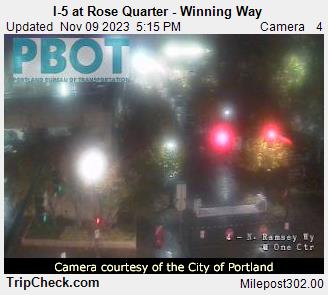 I-5 at Rose Quarter - Winning Way
Updated Nov 09 2023 5:15 PM Camera 4
PBOT
PORTLAND BUREAU OF TRANSPORTATION
4 - N. Ramsey Wy
W One Ctr
Camera courtesy of the City of Portland
TripCheck.com Milepost302.00